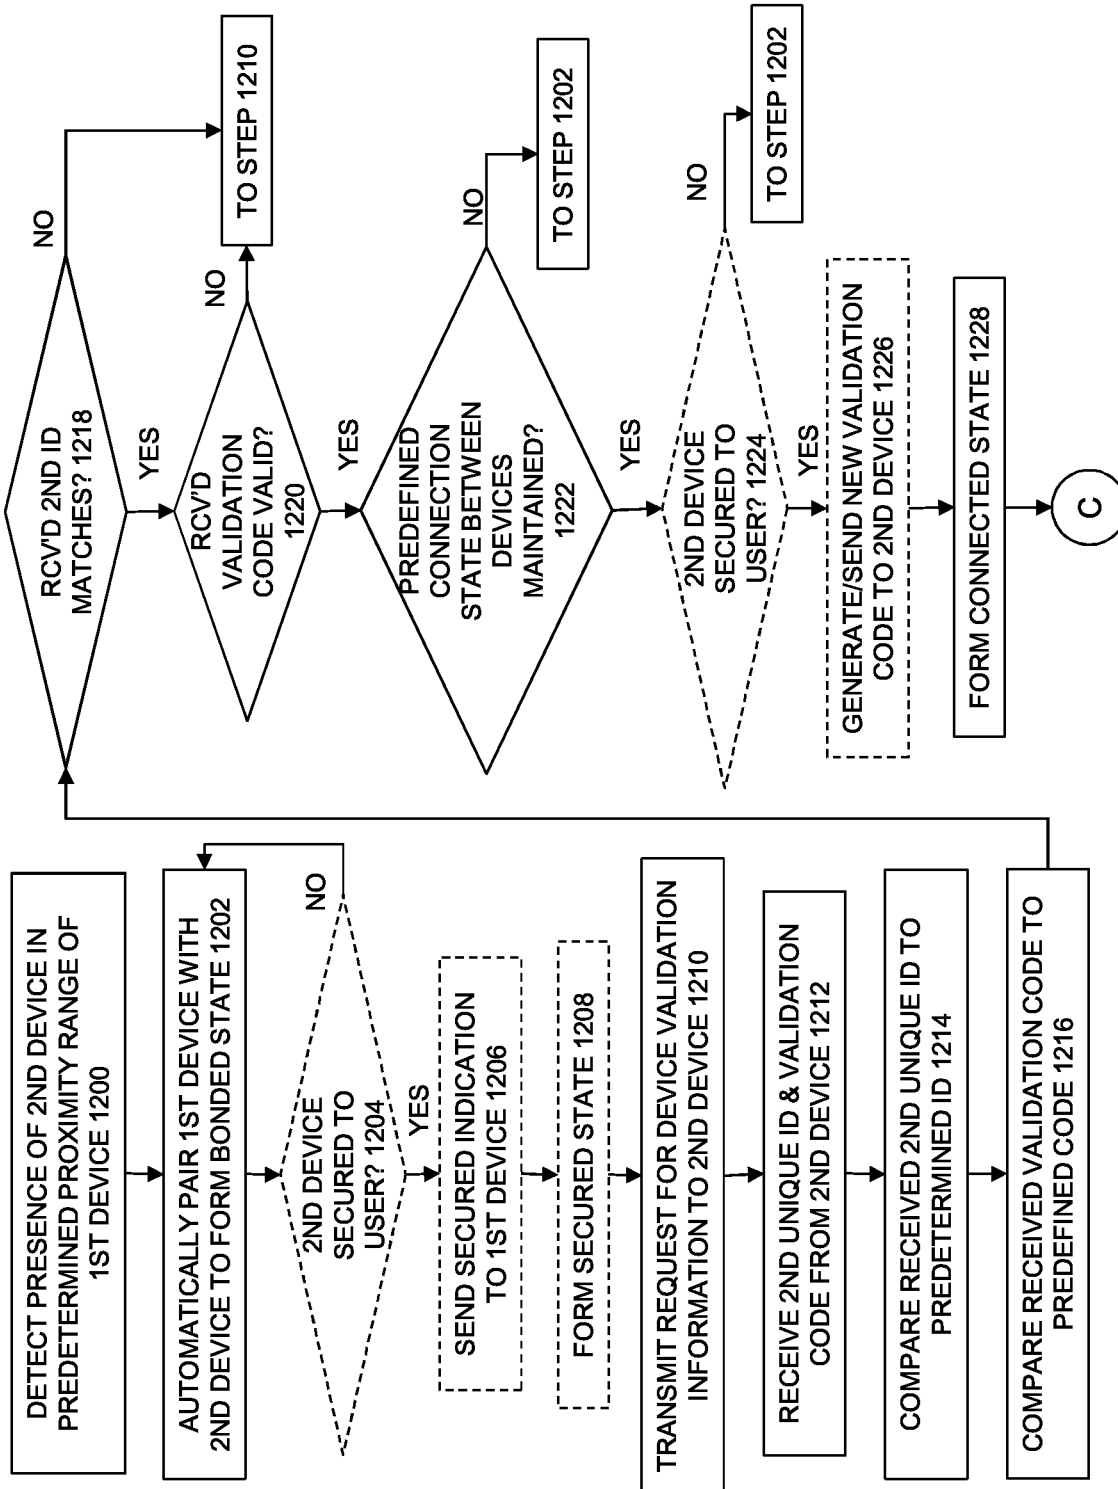 DETECT PRESENCE OF 2ND DEVICE IN
PREDETERMINED PROXIMITY RANGE OF
1ST DEVICE 1200
AUTOMATICALLY PAIR 1ST DEVICE WITH
2ND DEVICE TO FORM BONDED STATE 1202
2ND DEVICE
SECURED TO
USER? 1204
NO
YES
SEND SECURED INDICATION
TO 1ST DEVICE 1206
FORM SECURED STATE 1208
TRANSMIT REQUEST FOR DEVICE VALIDATION
INFORMATION TO 2ND DEVICE 1210
RECEIVE 2ND UNIQUE ID & VALIDATION
CODE FROM 2ND DEVICE 1212
COMPARE RECEIVED 2ND UNIQUE ID TO
PREDETERMINED ID 1214
COMPARE RECEIVED VALIDATION CODE TO
PREDEFINED CODE 1216
RCV'D 2ND ID
MATCHES? 1218
NO
TO STEP 1210
YES
RCV'D
VALIDATION
CODE VALID?
1220
NO
YES
PREDEFINED
CONNECTION
STATE BETWEEN
DEVICES
MAINTAINED?
1222
NO
TO STEP 1202
YES
2ND DEVICE
SECURED TO
USER? 1224
NO
TO STEP 1202
YES
GENERATE/SEND NEW VALIDATION
CODE TO 2ND DEVICE 1226
FORM CONNECTED STATE 1228
C